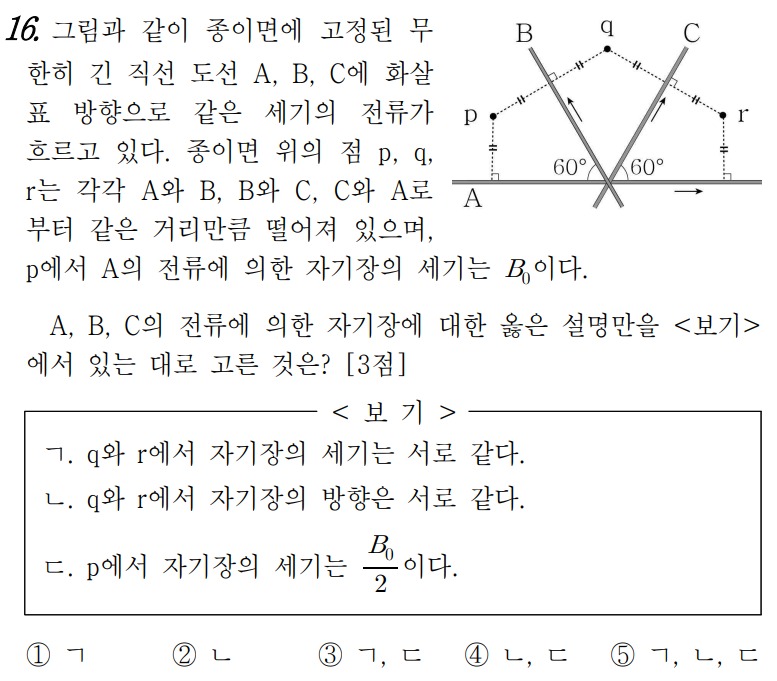 16. 그림과 같이 종이면에 고정된 무
한히 긴 직선 도선 A, B, C에 화살
표 방향으로 같은 세기의 전류가
흐르고 있다. 종이면 위의 점 p, q,
r는 각각 A와 B, B와 C, C와 A로
부터 같은 거리만큼 떨어져 있으며,
p에서 A의 전류에 의한 자기장의 세기는 B₀이다.
B q C
p r
60° 60°
A
A, B, C의 전류에 의한 자기장에 대한 옳은 설명만을 <보기>
에서 있는 대로 고른 것은? [3점]
< 보 기 >
ㄱ. q와 r에서 자기장의 세기는 서로 같다.
ㄴ. q와 r에서 자기장의 방향은 서로 같다.
ㄷ. p에서 자기장의 세기는 B₀/2이다.
① ㄱ ② ㄴ ③ ㄱ, ㄷ ④ ㄴ, ㄷ ⑤ ㄱ, ㄴ, ㄷ